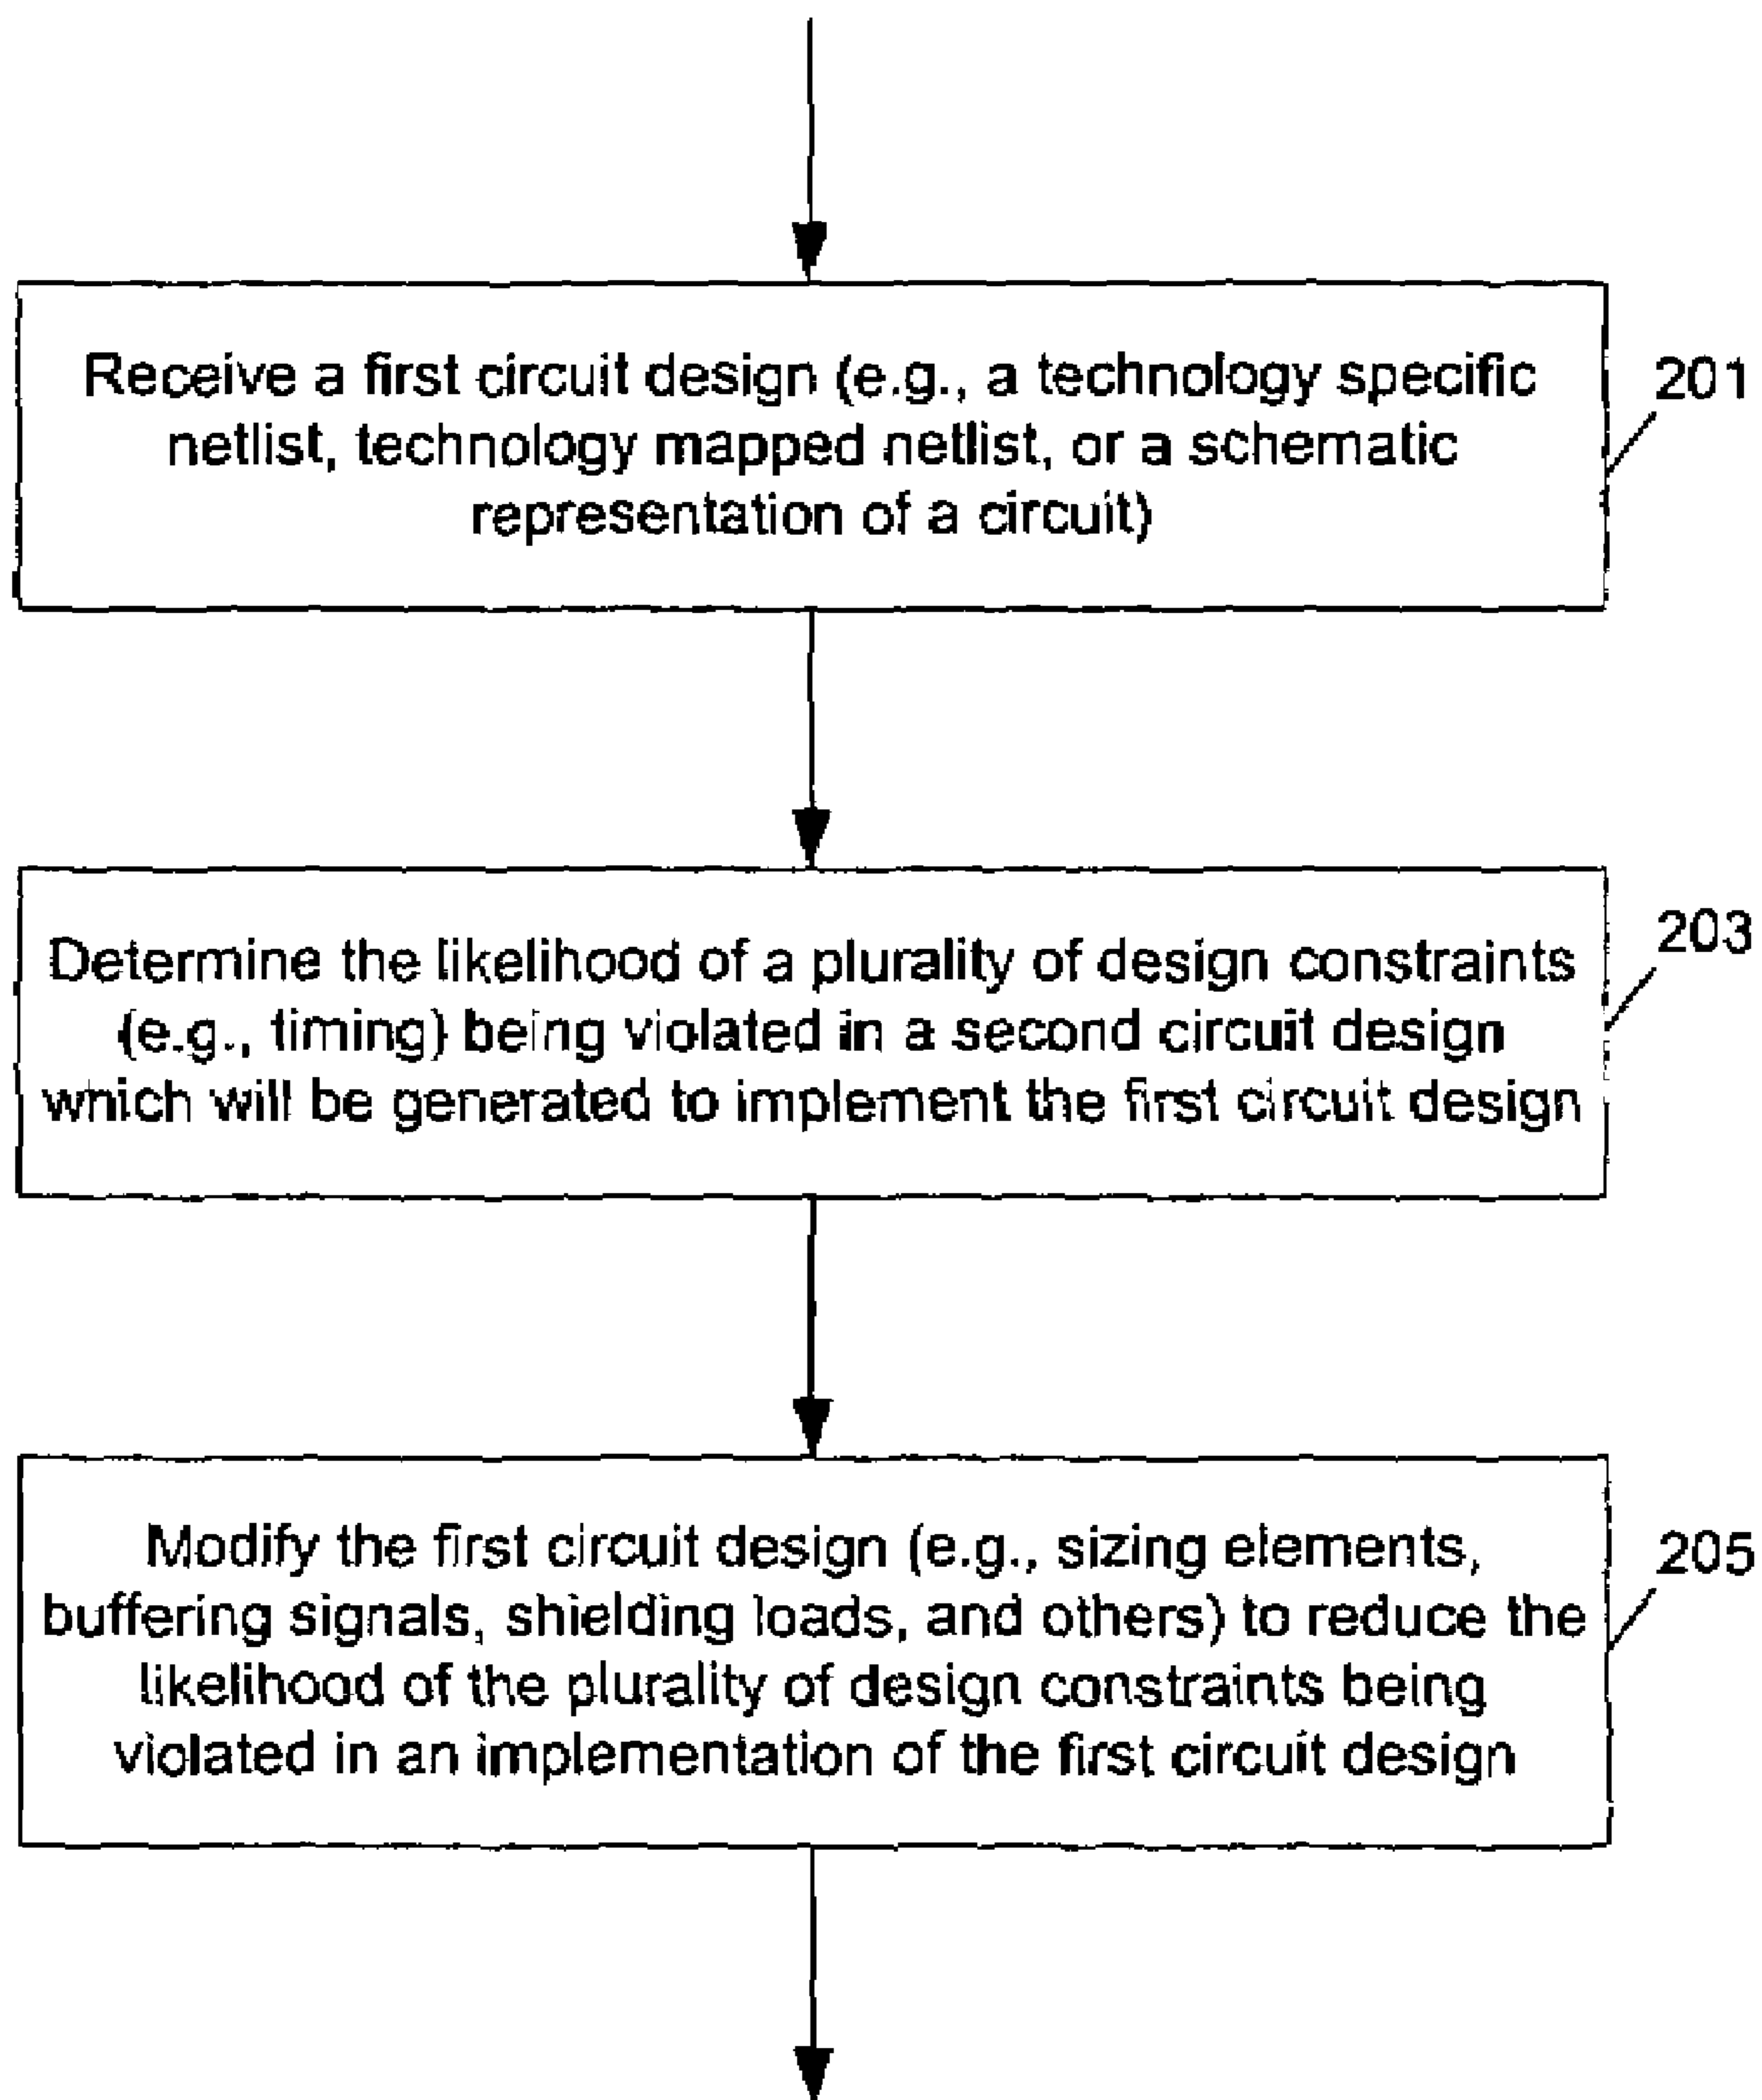 Receive a first circuit design (e.g., a technology specific
netlist, technology mapped netlist, or a schematic
representation of a circuit)
201
Determine the likelihood of a plurality of design constraints
(e.g., timing) being violated in a second circuit design
which will be generated to implement the first circuit design
203
Modify the first circuit design (e.g., sizing elements,
buffering signals, shielding loads, and others) to reduce the
likelihood of the plurality of design constraints being
violated in an implementation of the first circuit design
205